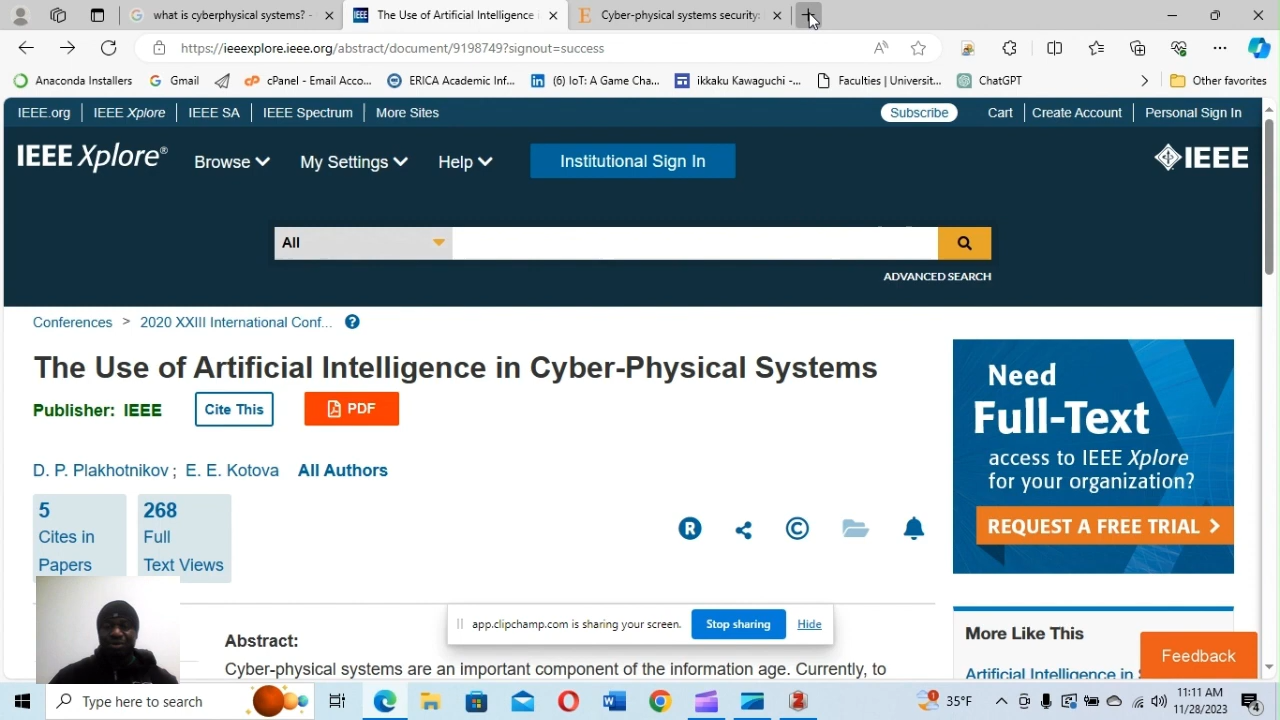 what is cyberphysical systems? -
The Use of Artificial Intelligence i
Cyber-physical systems security:
https://ieeexplore.ieee.org/abstract/document/9198749?signout=success
Anaconda Installers
Gmail
cPanel - Email Acco...
ERICA Academic Inf...
(6) IoT: A Game Cha...
ikkaku Kawaguchi -...
Faculties | Universit...
ChatGPT
Other favorites
IEEE.org
IEEE Xplore
IEEE SA
IEEE Spectrum
More Sites
Subscribe
Cart
Create Account
Personal Sign In
IEEE Xplore®
Browse
My Settings
Help
Institutional Sign In
IEEE
All
ADVANCED SEARCH
Conferences > 2020 XXIII International Conf...
The Use of Artificial Intelligence in Cyber-Physical Systems
Publisher: IEEE
Cite This
PDF
D. P. Plakhotnikov ; E. E. Kotova All Authors
5
Cites in
Papers
268
Full
Text Views
Need
Full-Text
access to IEEE Xplore
for your organization?
REQUEST A FREE TRIAL >
app.clipchamp.com is sharing your screen.
Stop sharing
Hide
Abstract:
Cyber-physical systems are an important component of the information age. Currently, to
More Like This
Artificial Intelligence in
Feedback
Type here to search
35°F
11:11 AM
11/28/2023